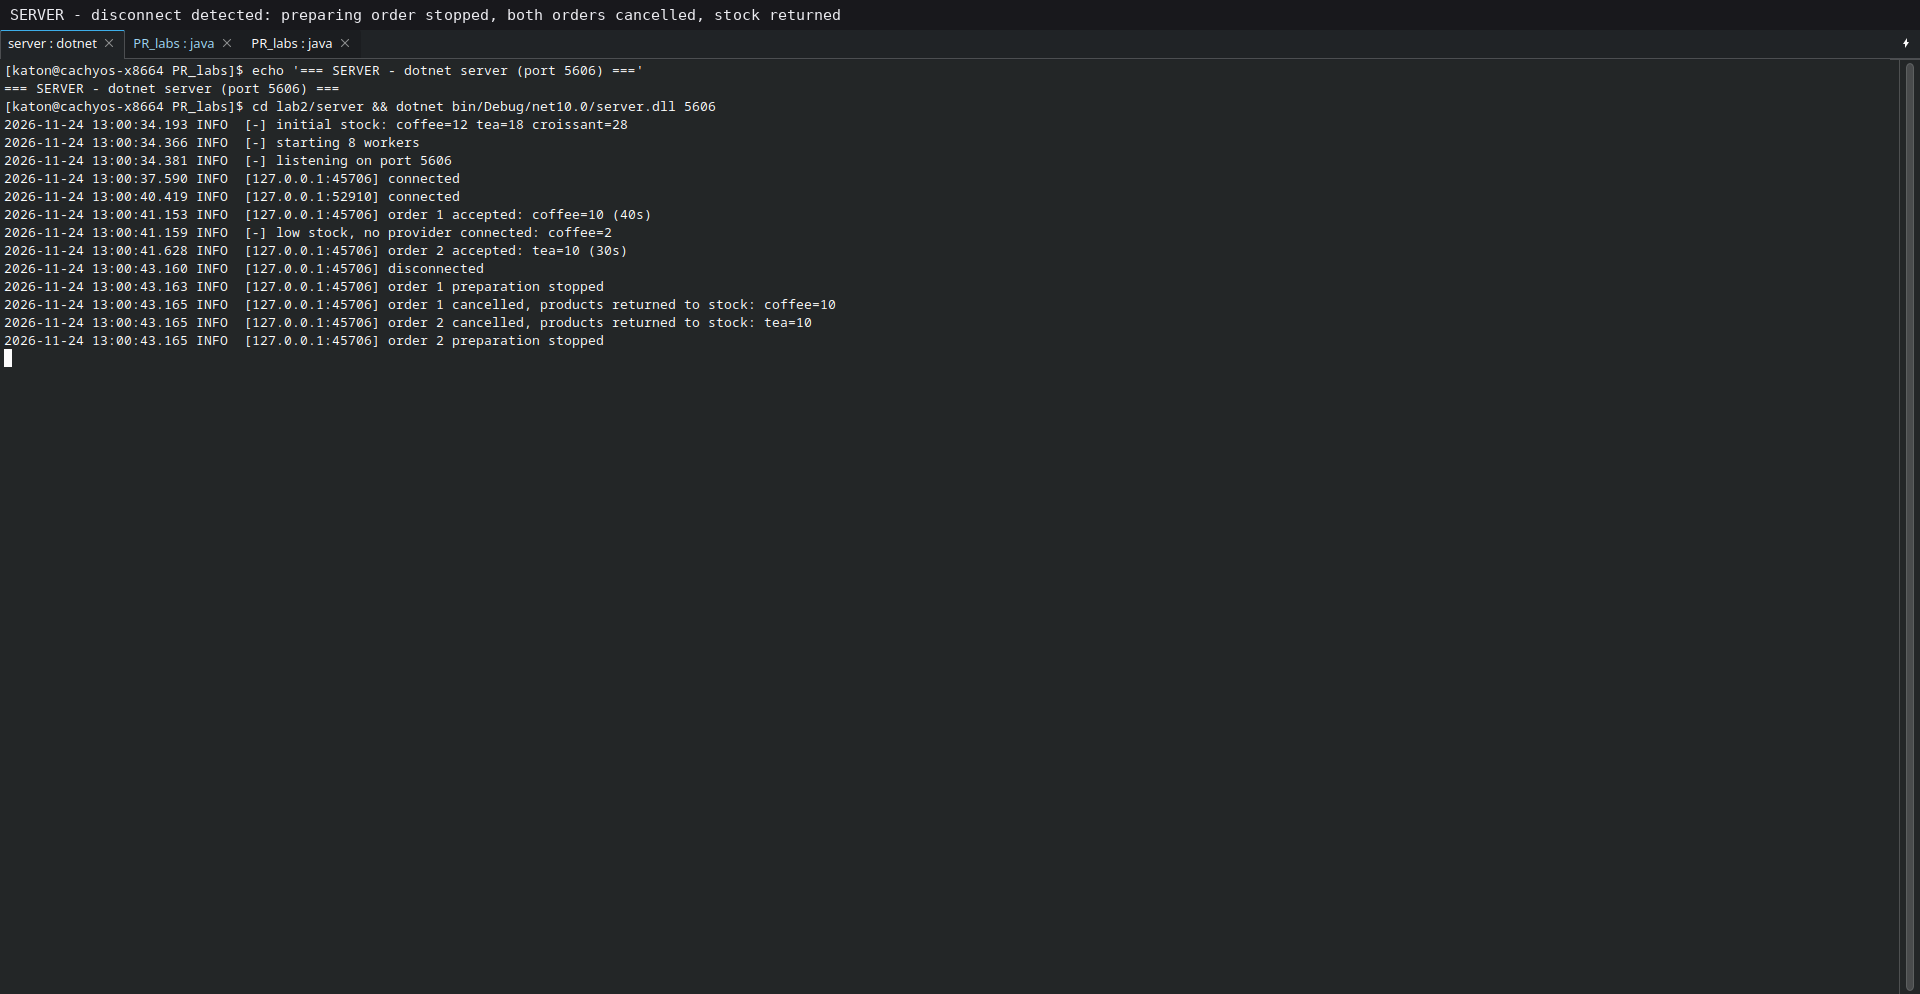 SERVER - disconnect detected: preparing order stopped, both orders cancelled, stock returned
server : dotnet PR_labs : java PR_labs : java
[katon@cachyos-x8664 PR_labs]$ echo '=== SERVER - dotnet server (port 5606) ==='
=== SERVER - dotnet server (port 5606) ===
[katon@cachyos-x8664 PR_labs]$ cd lab2/server && dotnet bin/Debug/net10.0/server.dll 5606
2026-11-24 13:00:34.193 INFO  [-] initial stock: coffee=12 tea=18 croissant=28
2026-11-24 13:00:34.366 INFO  [-] starting 8 workers
2026-11-24 13:00:34.381 INFO  [-] listening on port 5606
2026-11-24 13:00:37.590 INFO  [127.0.0.1:45706] connected
2026-11-24 13:00:40.419 INFO  [127.0.0.1:52910] connected
2026-11-24 13:00:41.153 INFO  [127.0.0.1:45706] order 1 accepted: coffee=10 (40s)
2026-11-24 13:00:41.159 INFO  [-] low stock, no provider connected: coffee=2
2026-11-24 13:00:41.628 INFO  [127.0.0.1:45706] order 2 accepted: tea=10 (30s)
2026-11-24 13:00:43.160 INFO  [127.0.0.1:45706] disconnected
2026-11-24 13:00:43.163 INFO  [127.0.0.1:45706] order 1 preparation stopped
2026-11-24 13:00:43.165 INFO  [127.0.0.1:45706] order 1 cancelled, products returned to stock: coffee=10
2026-11-24 13:00:43.165 INFO  [127.0.0.1:45706] order 2 cancelled, products returned to stock: tea=10
2026-11-24 13:00:43.165 INFO  [127.0.0.1:45706] order 2 preparation stopped